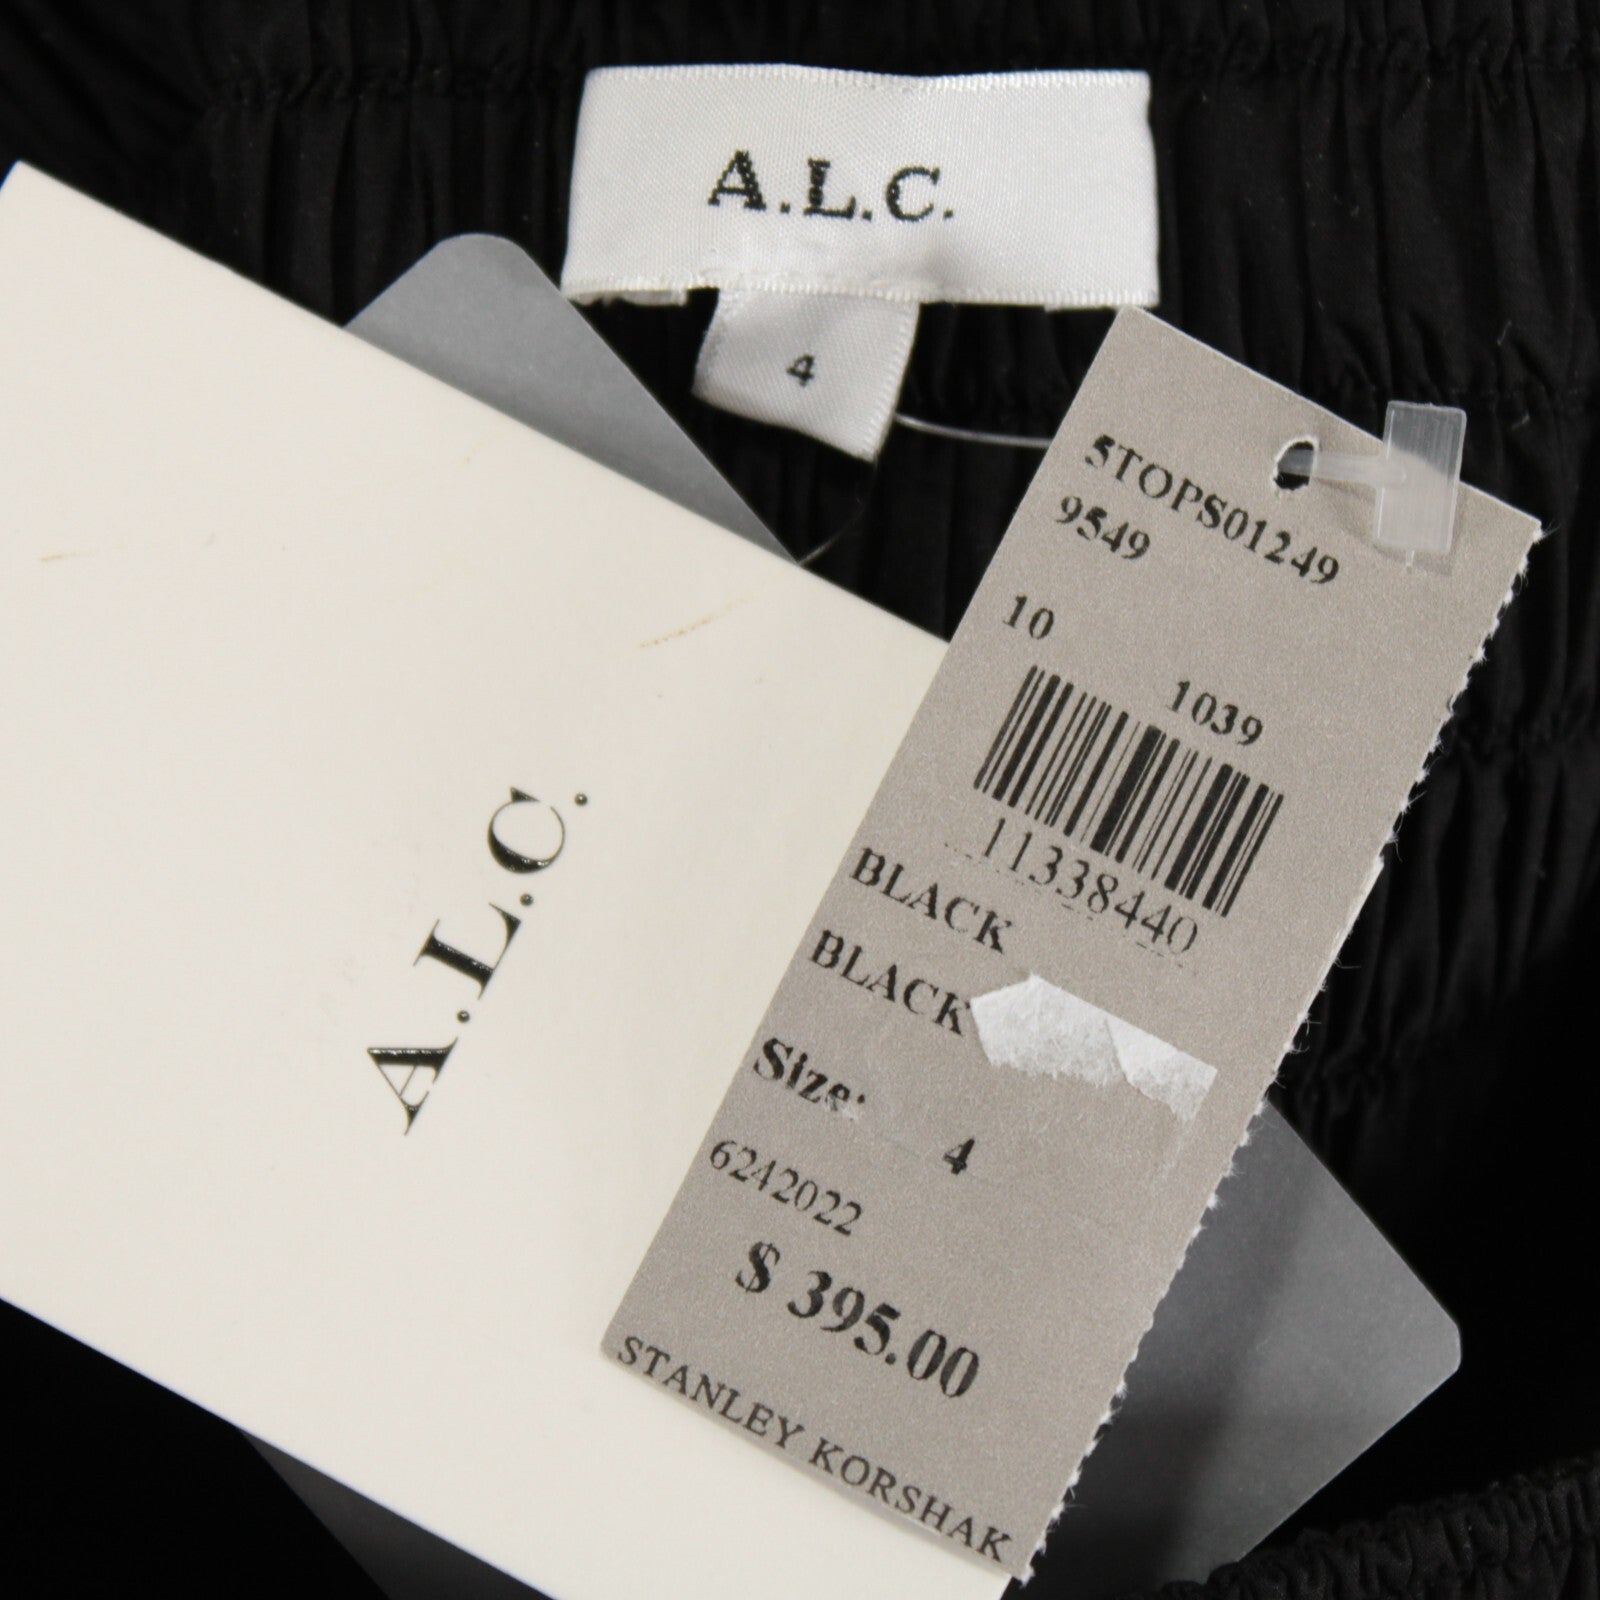 A.L.C.
4
A.L.C.
5TOPS01249
9549
10
1039
11338440
BLACK
BLACK
Size:
4
6242022
$ 395.00
STANLEY KORSHAK